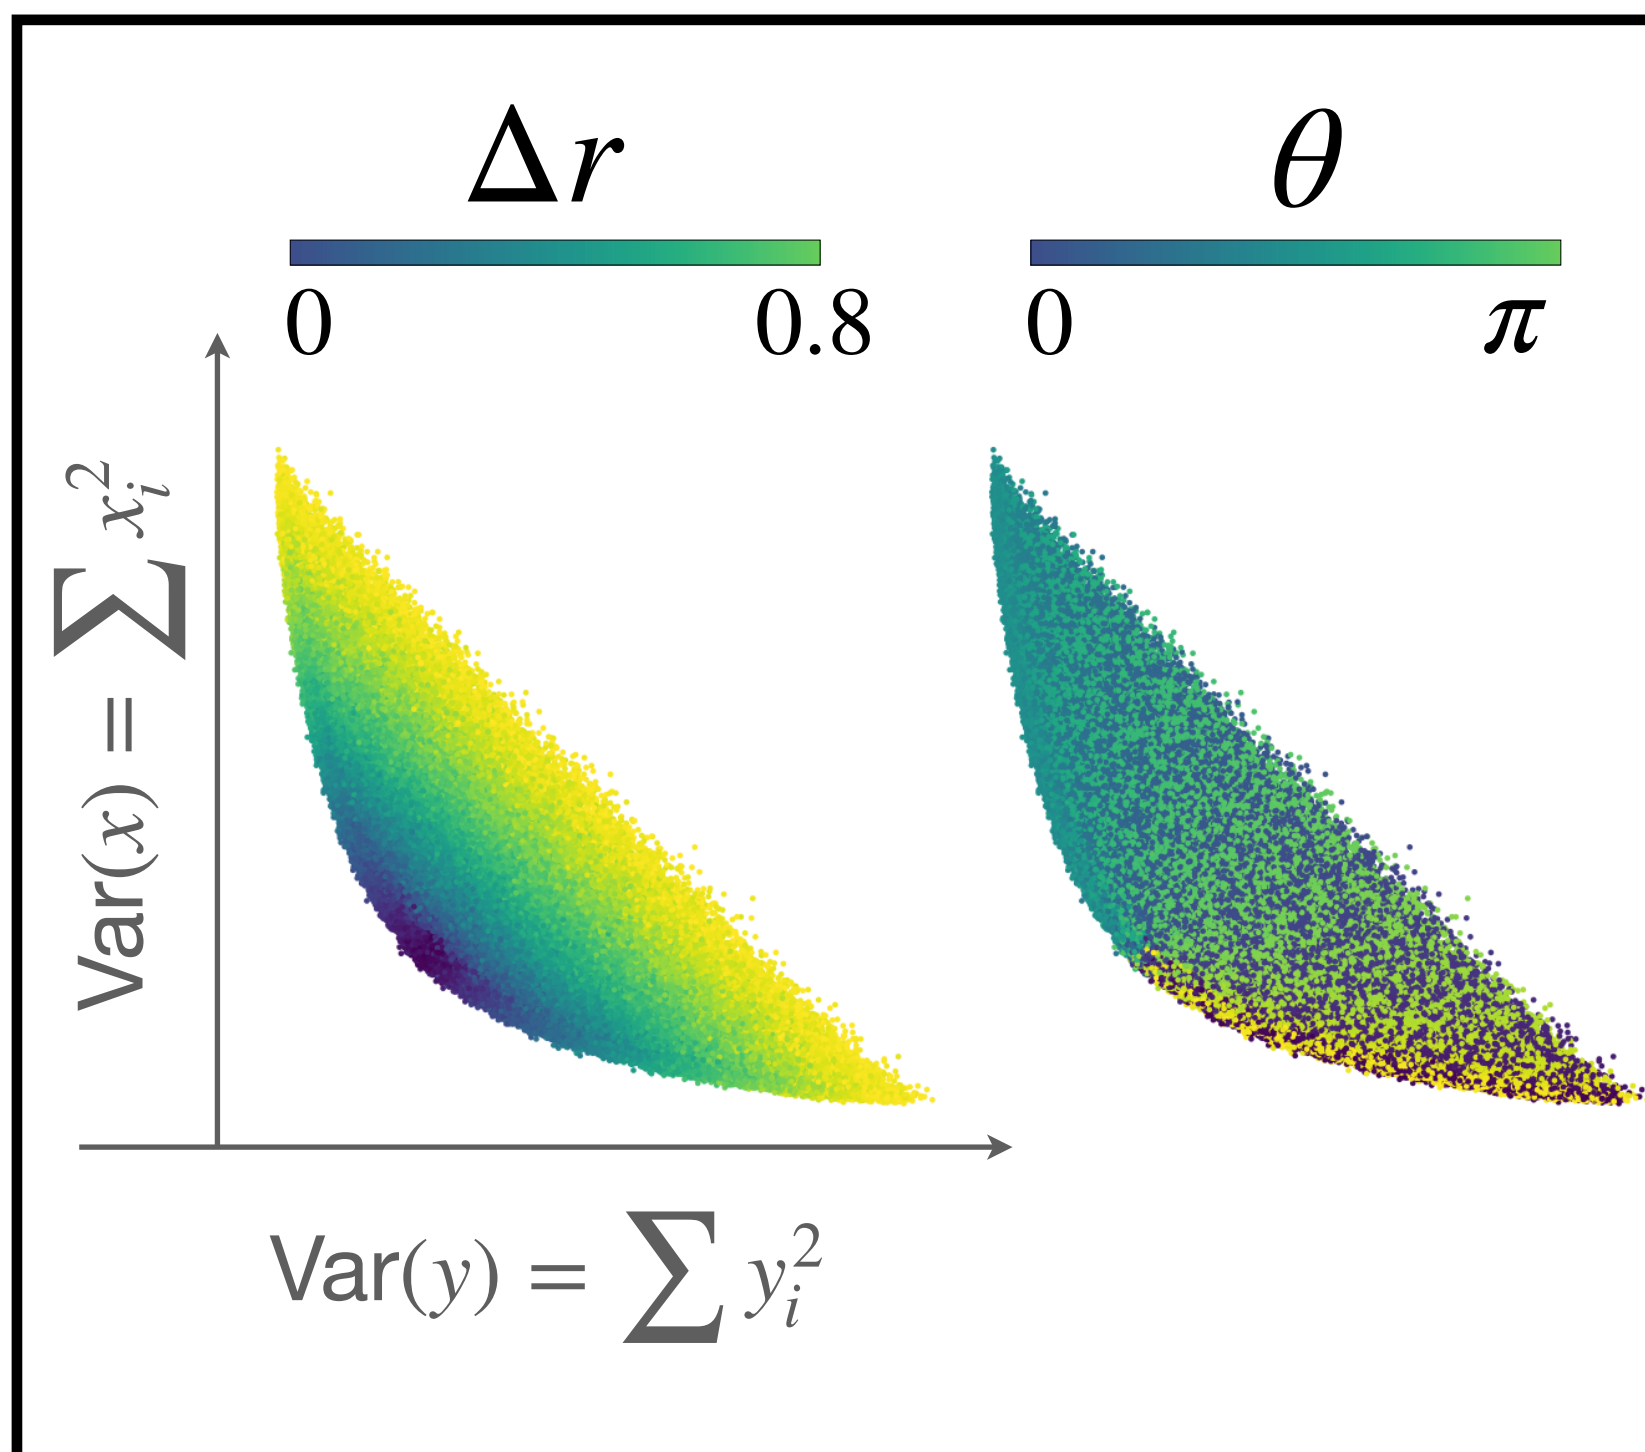 Δr
θ
0 0.8
0 π
Var(x) = ∑ x_i^2
Var(y) = ∑ y_i^2